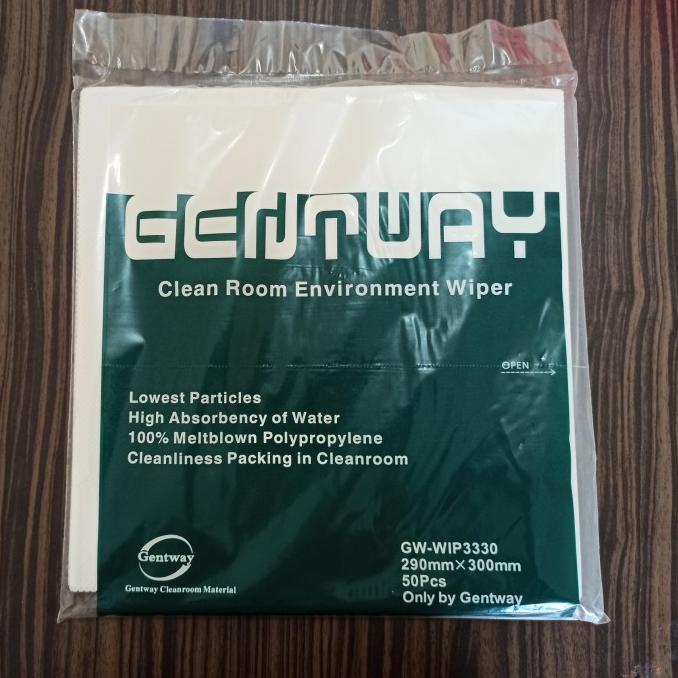 GENTWAY
Clean Room Environment Wiper
OPEN
Lowest Particles
High Absorbency of Water
100% Meltblown Polypropylene
Cleanliness Packing in Cleanroom
Gentway
Gentway Cleanroom Material
GW-WIP3330
290mm×300mm
50Pcs
Only by Gentway